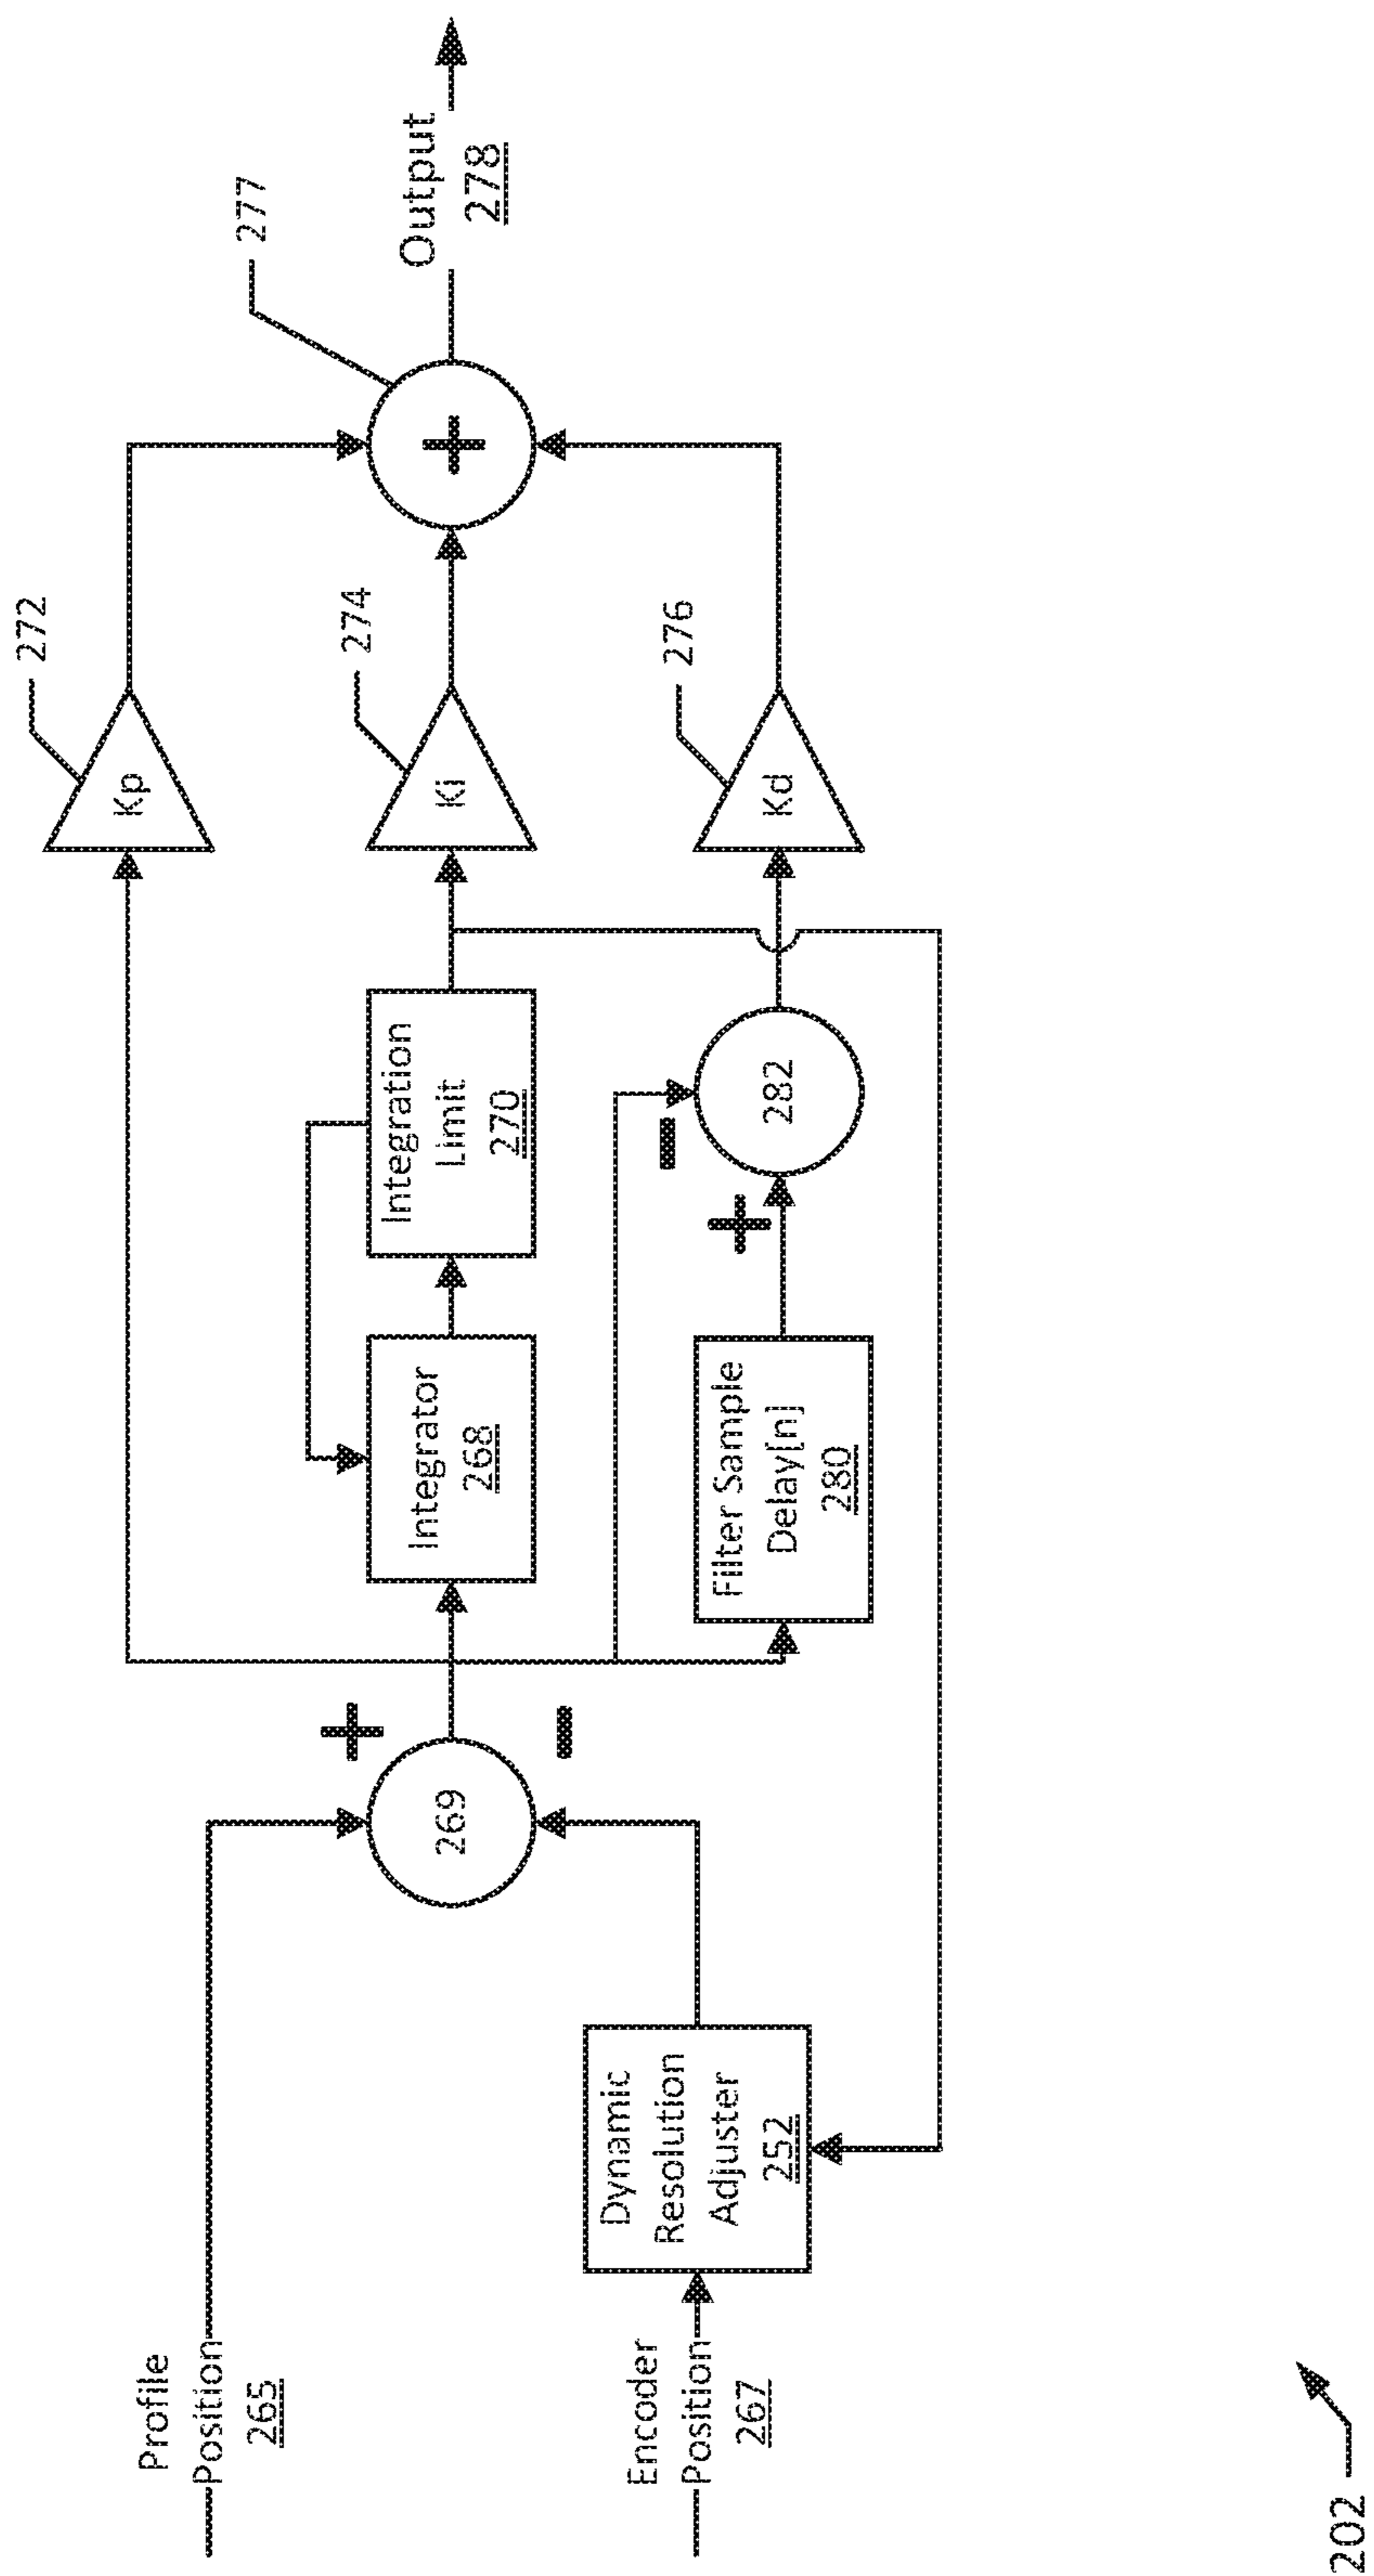 Profile
Position
265
Encoder
Position
267
Dynamic
Resolution
Adjuster
252
+
269
−
Integrator
268
Integration
Limit
270
Filter Sample
Delay[n]
280
+
−
282
Kp
272
Ki
274
Kd
276
+
277
Output
278
202